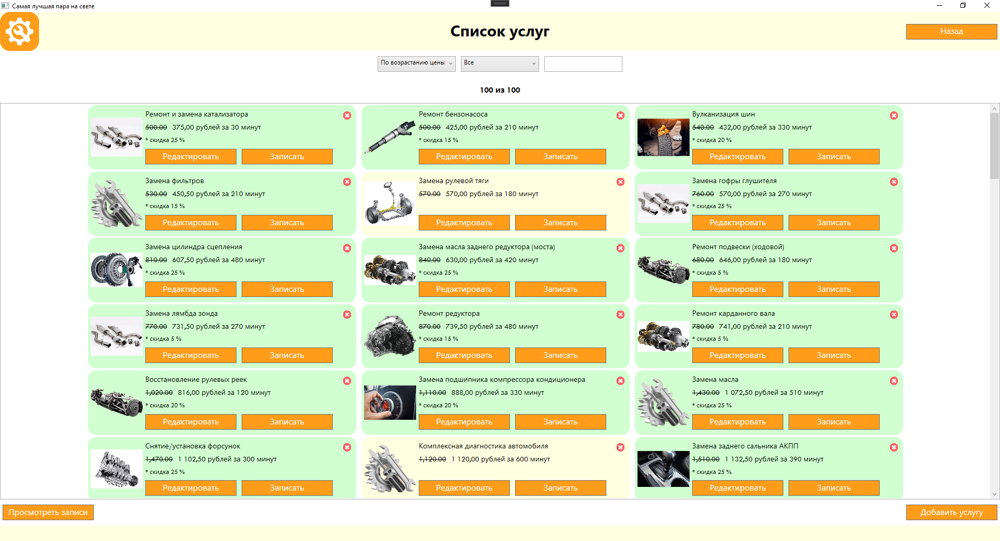 Самая лучшая пара на свете
Список услуг
Назад
По возрастанию цены
Все
100 из 100
Ремонт и замена катализатора
500.00 375,00 рублей за 30 минут
* скидка 25 %
Редактировать Записать
Ремонт бензонасоса
500.00 425,00 рублей за 210 минут
* скидка 15 %
Редактировать Записать
Вулканизация шин
540.00 432,00 рублей за 330 минут
* скидка 20 %
Редактировать Записать
Замена фильтров
530.00 450,50 рублей за 210 минут
* скидка 15 %
Редактировать Записать
Замена рулевой тяги
570.00 570,00 рублей за 180 минут
Редактировать Записать
Замена гофры глушителя
760.00 570,00 рублей за 270 минут
* скидка 25 %
Редактировать Записать
Замена цилиндра сцепления
810.00 607,50 рублей за 480 минут
* скидка 25 %
Редактировать Записать
Замена масла заднего редуктора (моста)
840.00 630,00 рублей за 420 минут
* скидка 25 %
Редактировать Записать
Ремонт подвески (ходовой)
680.00 646,00 рублей за 180 минут
* скидка 5 %
Редактировать Записать
Замена лямбда зонда
770.00 731,50 рублей за 270 минут
* скидка 5 %
Редактировать Записать
Ремонт редуктора
870.00 739,50 рублей за 480 минут
* скидка 15 %
Редактировать Записать
Ремонт карданного вала
780.00 741,00 рублей за 210 минут
* скидка 5 %
Редактировать Записать
Восстановление рулевых реек
1,020.00 816,00 рублей за 120 минут
* скидка 20 %
Редактировать Записать
Замена подшипника компрессора кондиционера
1,110.00 888,00 рублей за 330 минут
* скидка 20 %
Редактировать Записать
Замена масла
1,430.00 1 072,50 рублей за 510 минут
* скидка 25 %
Редактировать Записать
Снятие/установка форсунок
1,470.00 1 102,50 рублей за 300 минут
* скидка 25 %
Редактировать Записать
Комплексная диагностика автомобиля
1,120.00 1 120,00 рублей за 600 минут
Редактировать Записать
Замена заднего сальника АКПП
1,510.00 1 132,50 рублей за 390 минут
* скидка 25 %
Редактировать Записать
Просмотреть записи
Добавить услугу